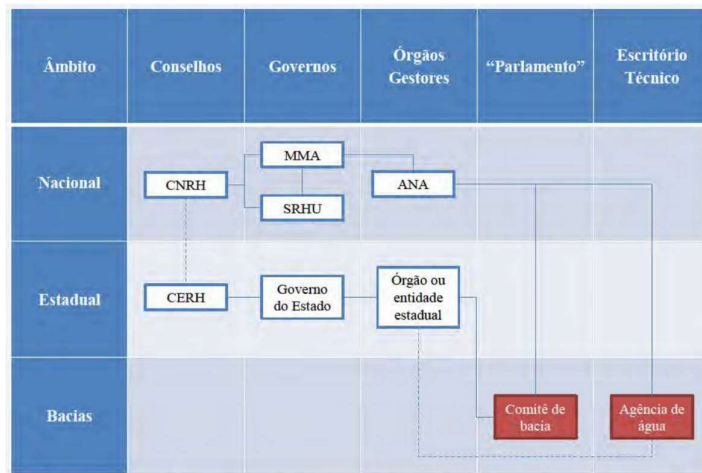 Âmbito
Conselhos
Governos
Órgãos
Gestores
“Parlamento”
Escritório
Técnico
Nacional
CNRH
MMA
SRHU
ANA
Estadual
CERH
Governo
do Estado
Órgão ou
entidade
estadual
Bacias
Comitê de
bacia
Agência de
água